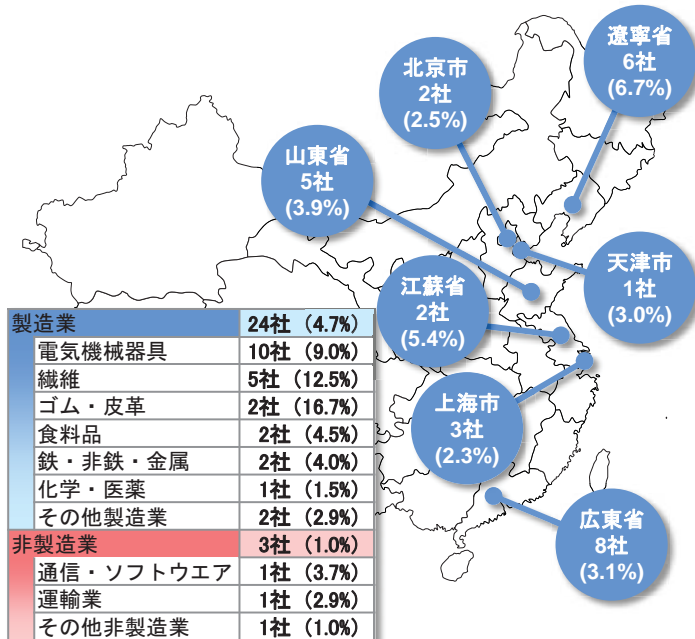 遼寧省
6社
(6.7%)
北京市
2社
(2.5%)
山東省
5社
(3.9%)
天津市
1社
(3.0%)
江蘇省
2社
(5.4%)
上海市
3社
(2.3%)
広東省
8社
(3.1%)
製造業 24社 (4.7%)
電気機械器具 10社 (9.0%)
繊維 5社 (12.5%)
ゴム・皮革 2社 (16.7%)
食料品 2社 (4.5%)
鉄・非鉄・金属 2社 (4.0%)
化学・医薬 1社 (1.5%)
その他製造業 2社 (2.9%)
非製造業 3社 (1.0%)
通信・ソフトウエア 1社 (3.7%)
運輸業 1社 (2.9%)
その他非製造業 1社 (1.0%)